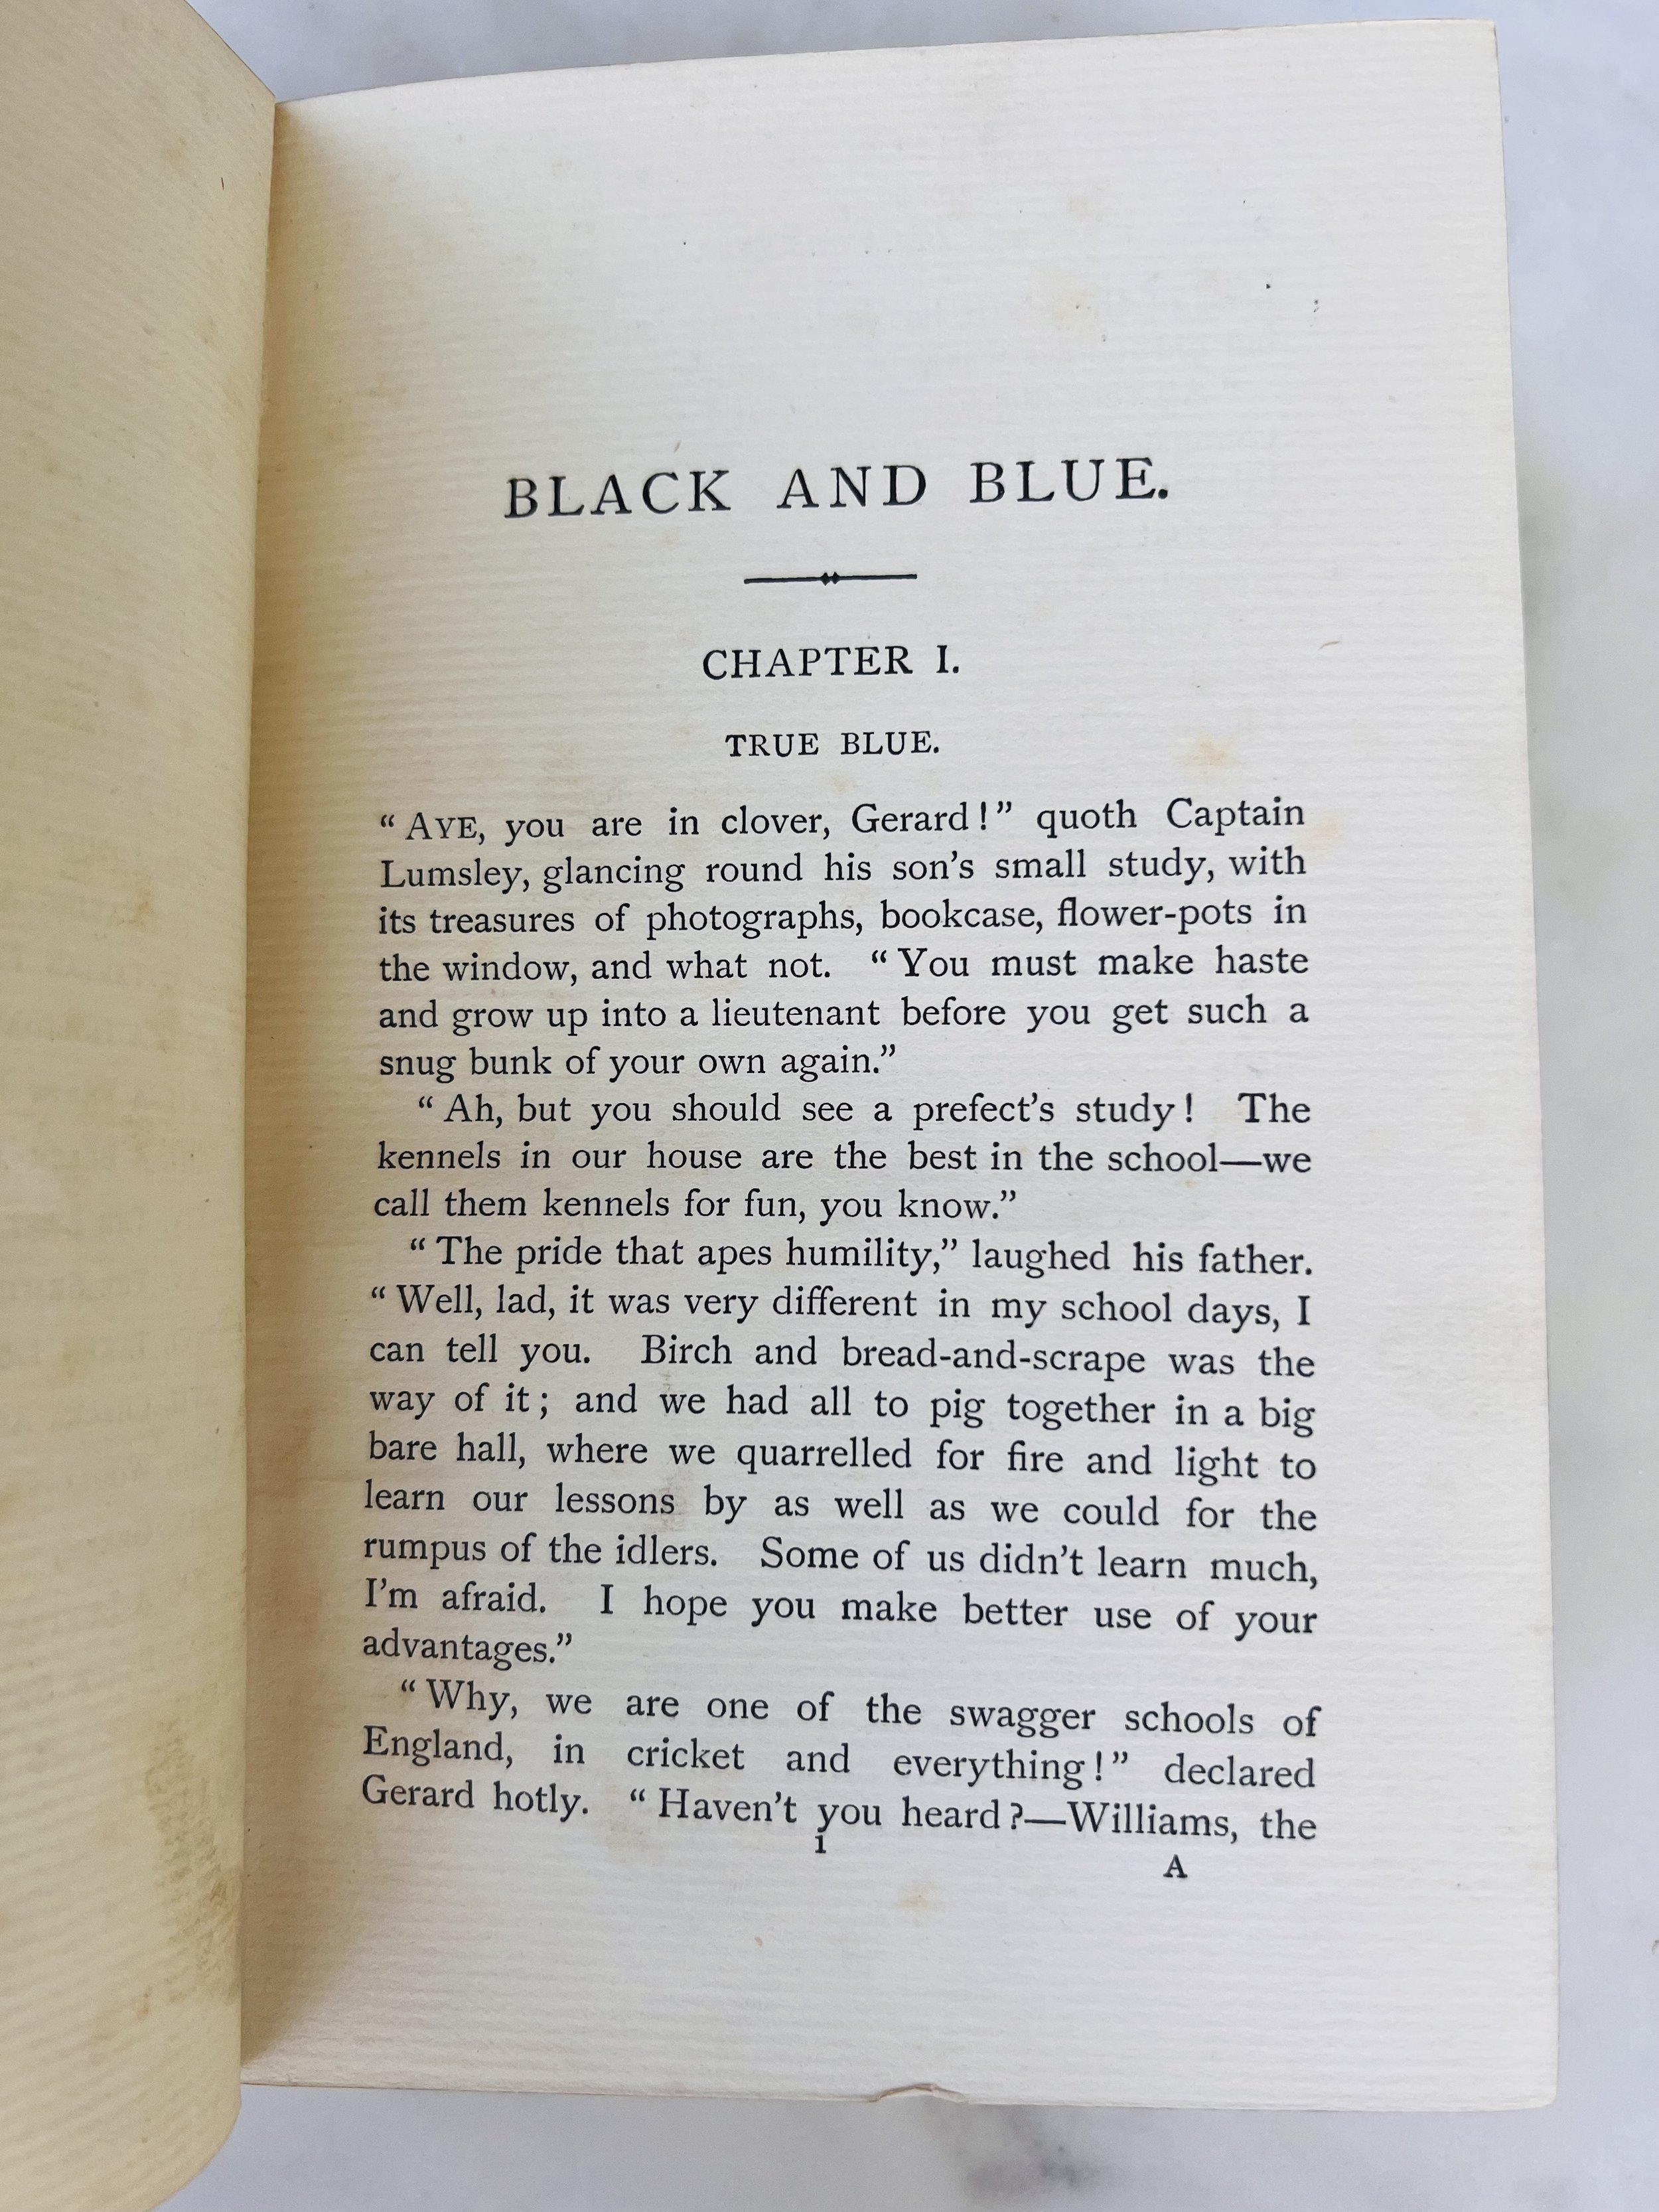 BLACK AND BLUE.
CHAPTER I.
TRUE BLUE.
“AYE, you are in clover, Gerard!” quoth Captain
Lumsley, glancing round his son’s small study, with
its treasures of photographs, bookcase, flower-pots in
the window, and what not. “You must make haste
and grow up into a lieutenant before you get such a
snug bunk of your own again.”
“Ah, but you should see a prefect’s study! The
kennels in our house are the best in the school—we
call them kennels for fun, you know.”
“The pride that apes humility,” laughed his father.
“Well, lad, it was very different in my school days, I
can tell you. Birch and bread-and-scrape was the
way of it; and we had all to pig together in a big
bare hall, where we quarrelled for fire and light to
learn our lessons by as well as we could for the
rumpus of the idlers. Some of us didn’t learn much,
I’m afraid. I hope you make better use of your
advantages.”
“Why, we are one of the swagger schools of
England, in cricket and everything!” declared
Gerard hotly. “Haven’t you heard?—Williams, the
1
A